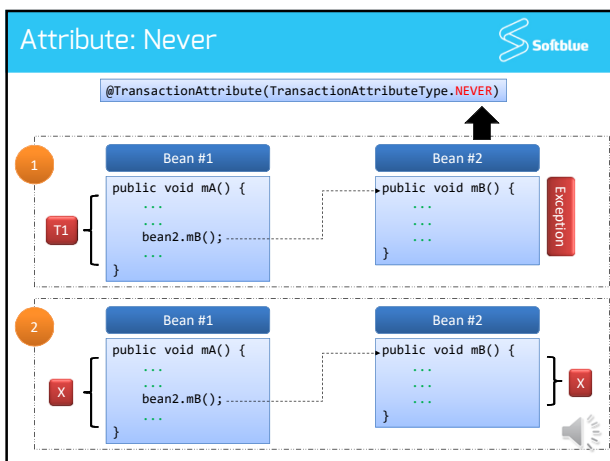 Attribute: Never
Softblue
@TransactionAttribute(TransactionAttributeType.NEVER)
1
Bean #1
public void mA() {
...
...
bean2.mB();
...
}
T1
Bean #2
public void mB() {
...
...
...
}
Exception
2
Bean #1
public void mA() {
...
...
bean2.mB();
...
}
X
Bean #2
public void mB() {
...
...
...
}
X